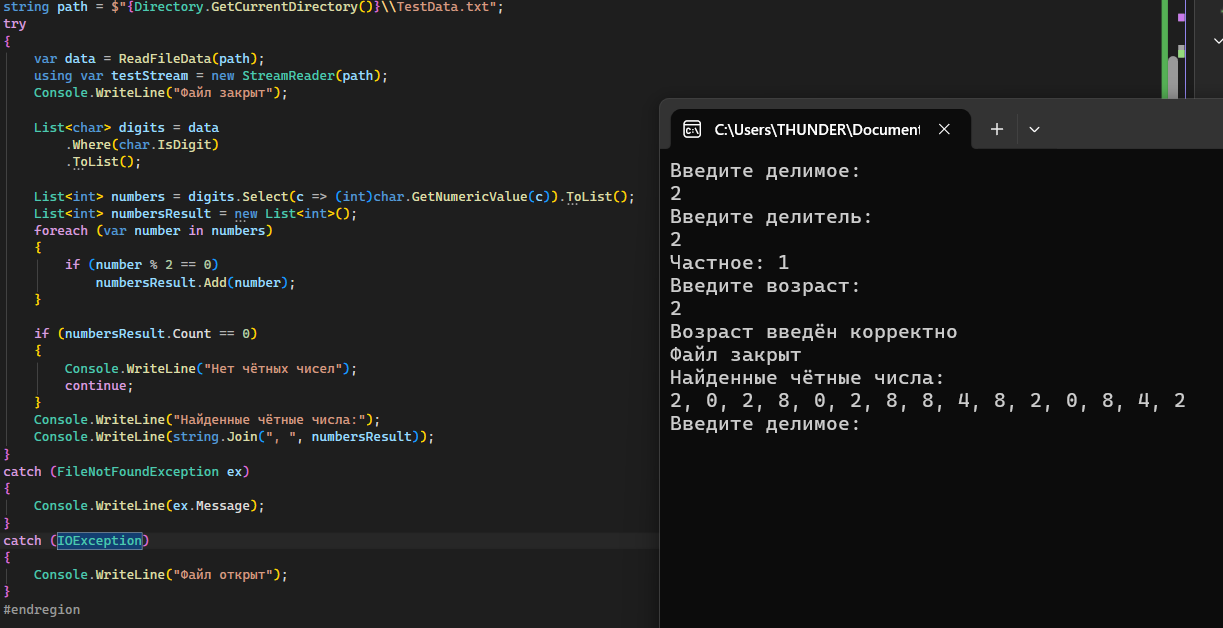 string path = $"{Directory.GetCurrentDirectory()}\\TestData.txt";
try
{
    var data = ReadFileData(path);
    using var testStream = new StreamReader(path);
    Console.WriteLine("Файл закрыт");
    List<char> digits = data
        .Where(char.IsDigit)
        .ToList();
    List<int> numbers = digits.Select(c => (int)char.GetNumericValue(c)).ToList();
    List<int> numbersResult = new List<int>();
    foreach (var number in numbers)
    {
        if (number % 2 == 0)
            numbersResult.Add(number);
    }
    if (numbersResult.Count == 0)
    {
        Console.WriteLine("Нет чётных чисел");
        continue;
    }
    Console.WriteLine("Найденные чётные числа:");
    Console.WriteLine(string.Join(", ", numbersResult));
}
catch (FileNotFoundException ex)
{
    Console.WriteLine(ex.Message);
}
catch (IOException)
{
    Console.WriteLine("Файл открыт");
}
#endregion
C:\Users\THUNDER\Document
Введите делимое:
2
Введите делитель:
2
Частное: 1
Введите возраст:
2
Возраст введён корректно
Файл закрыт
Найденные чётные числа:
2, 0, 2, 8, 0, 2, 8, 8, 4, 8, 2, 0, 8, 4, 2
Введите делимое: